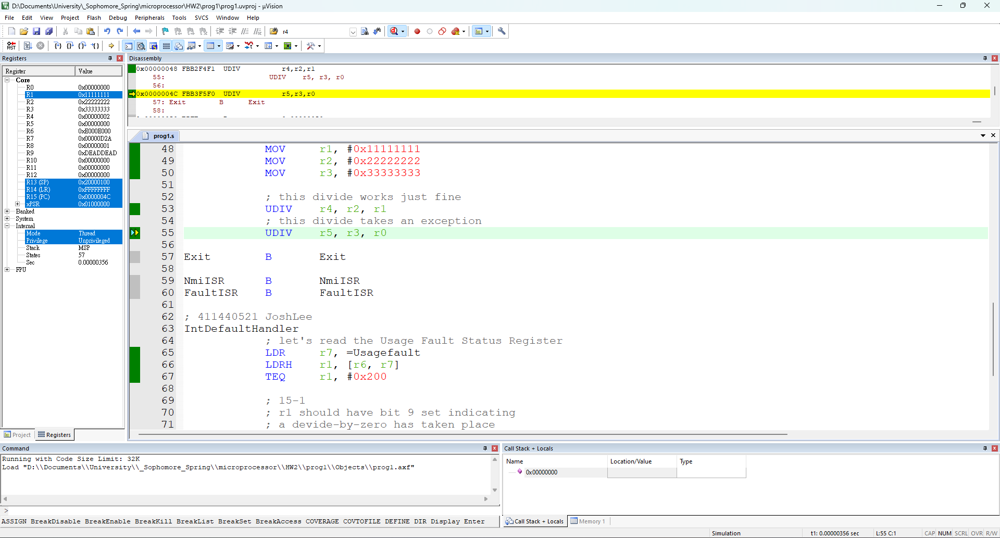 D:\Documents\University\_Sophomore_Spring\microprocessor\HW2\prog1\prog1.uvproj - µVision
File Edit View Project Flash Debug Peripherals Tools SVCS Window Help
r4
RST
Registers
Register Value
Core
R0 0x00000000
R1 0x11111111
R2 0x22222222
R3 0x33333333
R4 0x00000002
R5 0x00000000
R6 0xE000E000
R7 0x00000D2A
R8 0x00000001
R9 0xDEADDEAD
R10 0x00000000
R11 0x00000000
R12 0x00000000
R13 (SP) 0x20000100
R14 (LR) 0xFFFFFFFF
R15 (PC) 0x0000004C
xPSR 0x01000000
Banked
System
Internal
Mode Thread
Privilege Unprivileged
Stack MSP
States 57
Sec 0.00000356
FPU
Project Registers
Disassembly
0x00000048 FBB2F4F1 UDIV r4,r2,r1
55: UDIV r5, r3, r0
56:
0x0000004C FBB3F5F0 UDIV r5,r3,r0
57: Exit B Exit
58:
prog1.s
48 MOV r1, #0x11111111
49 MOV r2, #0x22222222
50 MOV r3, #0x33333333
51
52 ; this divide works just fine
53 UDIV r4, r2, r1
54 ; this divide takes an exception
55 UDIV r5, r3, r0
56
57 Exit B Exit
58
59 NmiISR B NmiISR
60 FaultISR B FaultISR
61
62 ; 411440521 JoshLee
63 IntDefaultHandler
64 ; let's read the Usage Fault Status Register
65 LDR r7, =Usagefault
66 LDRH r1, [r6, r7]
67 TEQ r1, #0x200
68
69 ; 15-1
70 ; r1 should have bit 9 set indicating
71 ; a devide-by-zero has taken place
Command
Running with Code Size Limit: 32K
Load "D:\\Documents\\University\\_Sophomore_Spring\\microprocessor\\HW2\\prog1\\Objects\\prog1.axf"
>
ASSIGN BreakDisable BreakEnable BreakKill BreakList BreakSet BreakAccess COVERAGE COVTOFILE DEFINE DIR Display Enter
Call Stack + Locals
Name Location/Value Type
0x00000000
Call Stack + Locals Memory 1
Simulation t1: 0.00000356 sec L:55 C:1 CAP NUM SCRL OVR R/W